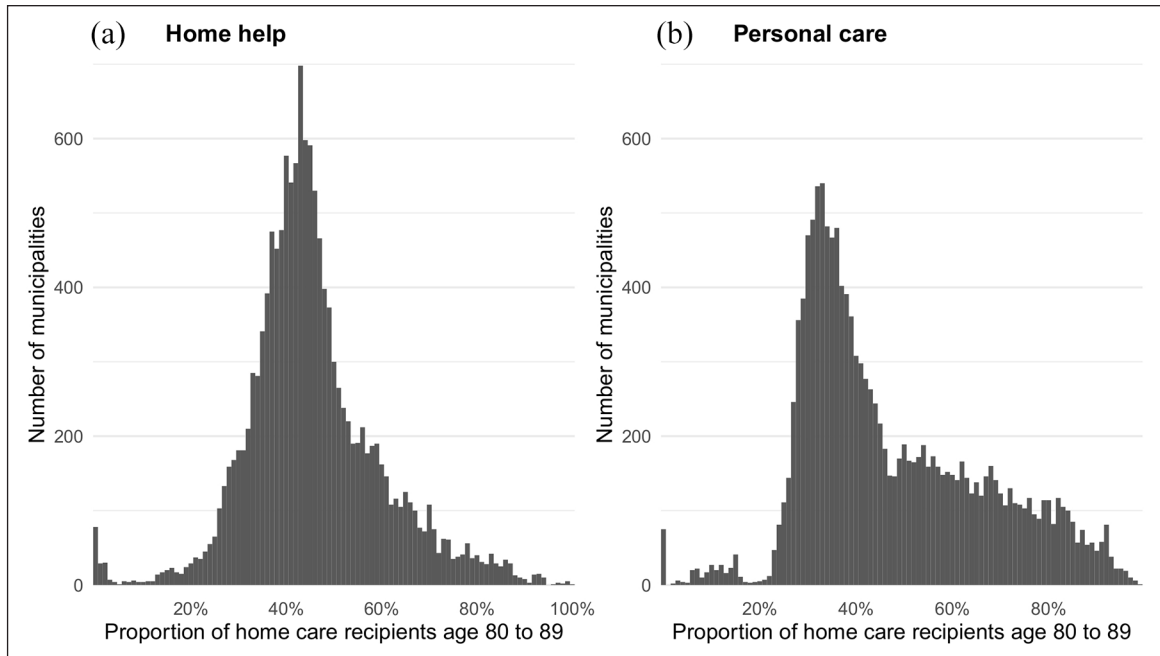 (a) Home help
Number of municipalities
600
400
200
0
20% 40% 60% 80% 100%
Proportion of home care recipients age 80 to 89
(b) Personal care
Number of municipalities
600
400
200
0
20% 40% 60% 80%
Proportion of home care recipients age 80 to 89